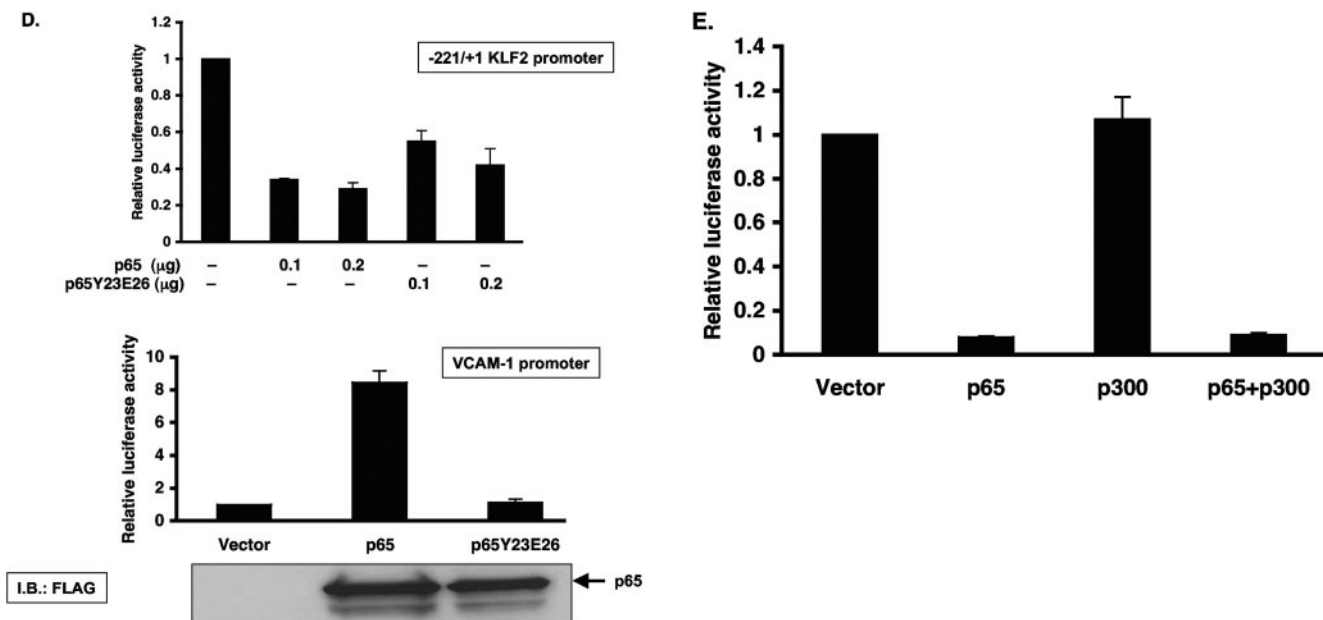 D.
Relative luciferase activity
1.2
1
0.8
0.6
0.4
0.2
0
-221/+1 KLF2 promoter
p65 (µg) – 0.1 0.2 – –
p65Y23E26 (µg) – – – 0.1 0.2
Relative luciferase activity
10
8
6
4
2
0
VCAM-1 promoter
Vector p65 p65Y23E26
I.B.: FLAG
p65
E.
Relative luciferase activity
1.4
1.2
1
0.8
0.6
0.4
0.2
0
Vector p65 p300 p65+p300